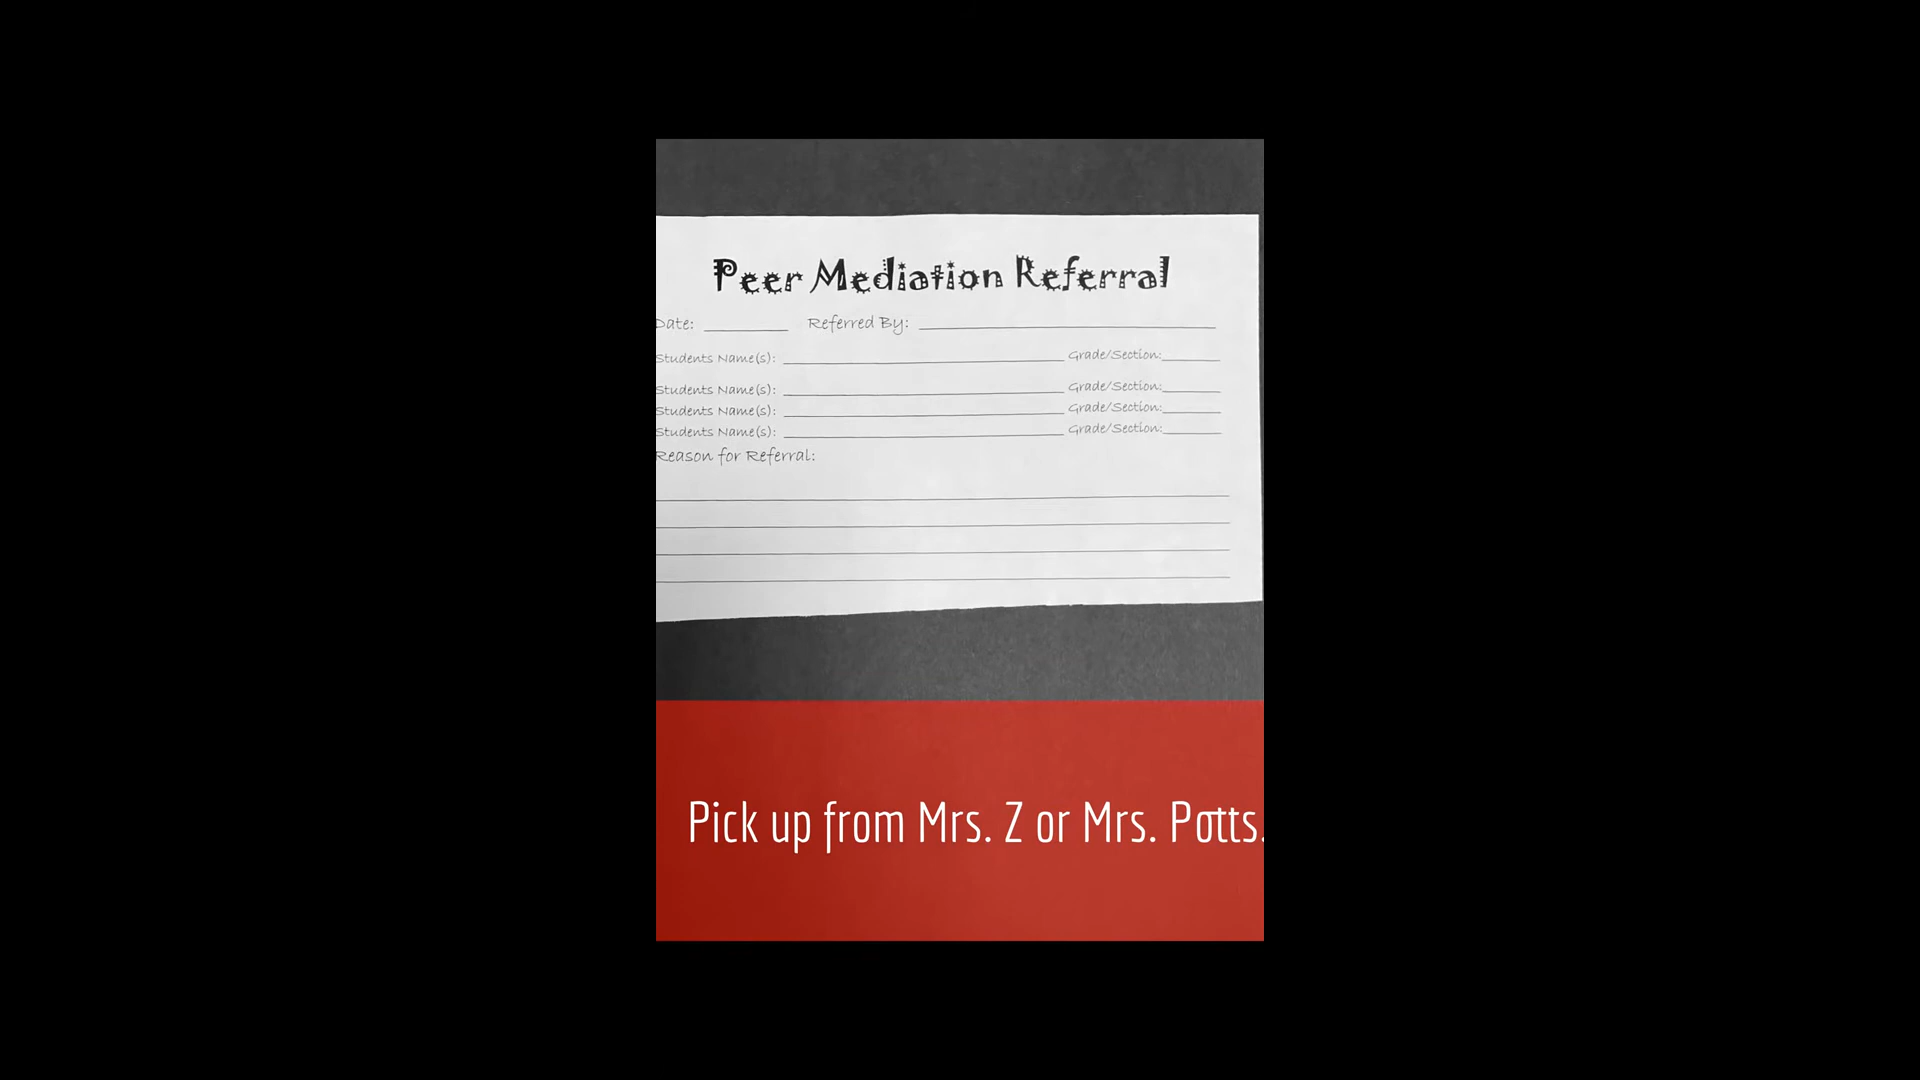 Peer Mediation Referral
Date: Referred By:
Students Name(s): Grade/Section:
Students Name(s): Grade/Section:
Students Name(s): Grade/Section:
Students Name(s): Grade/Section:
Reason for Referral:
Pick up from Mrs. Z or Mrs. Potts.